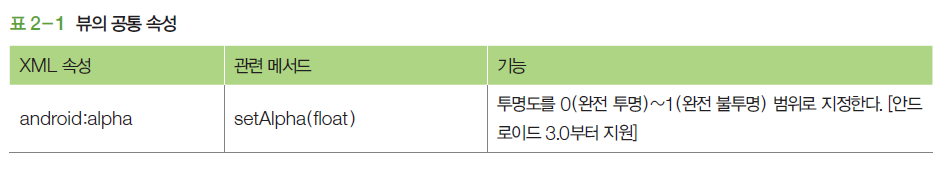 표 2-1 뷰의 공통 속성
XML 속성 관련 메서드 기능
android:alpha setAlpha(float) 투명도를 0(완전 투명)~1(완전 불투명) 범위로 지정한다. [안드
로이드 3.0부터 지원]